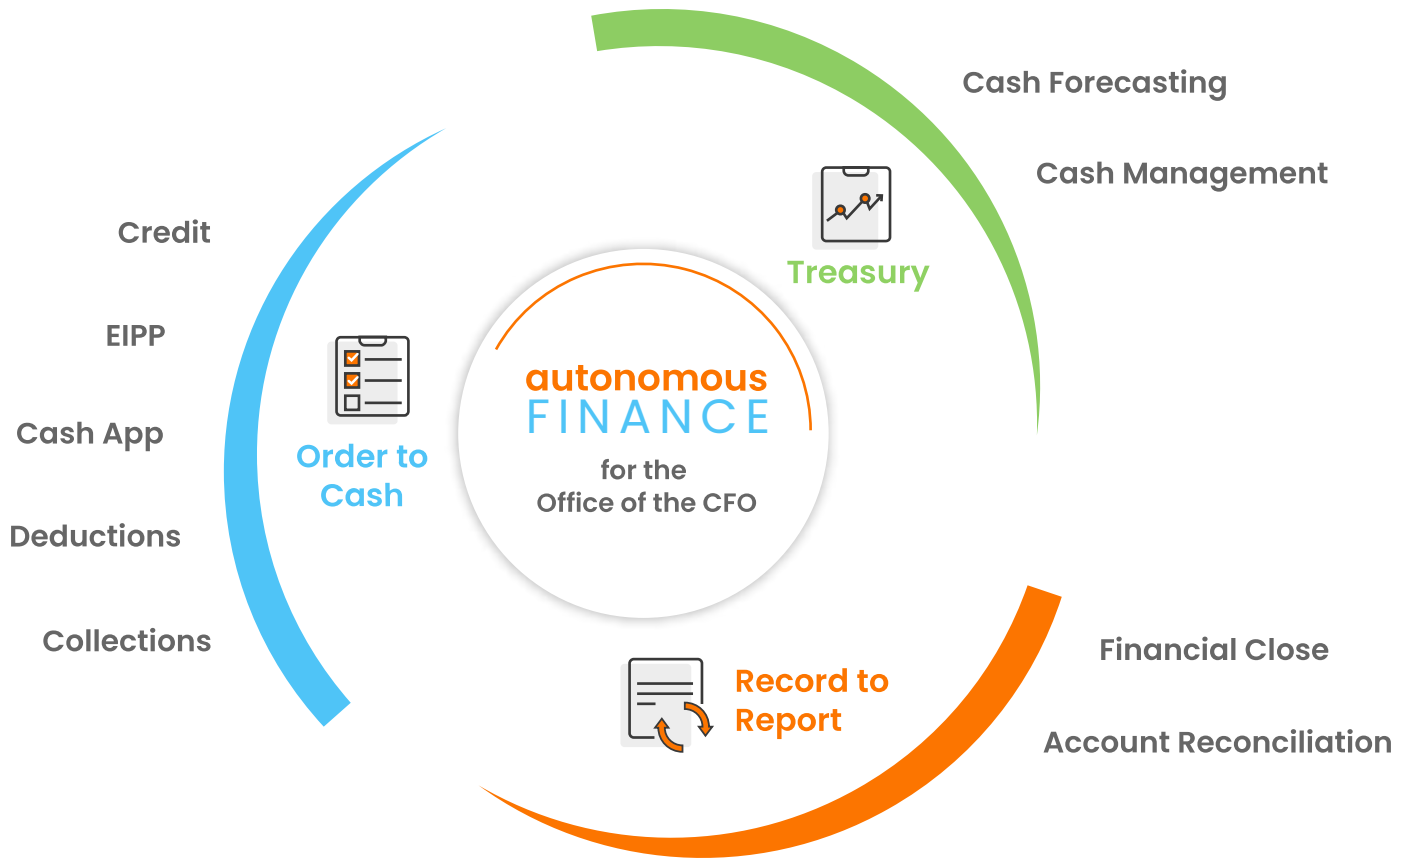 Cash Forecasting
Cash Management
Treasury
Credit
EIPP
Cash App
Deductions
Collections
Order to
Cash
autonomous
FINANCE
for the
Office of the CFO
Record to
Report
Financial Close
Account Reconciliation